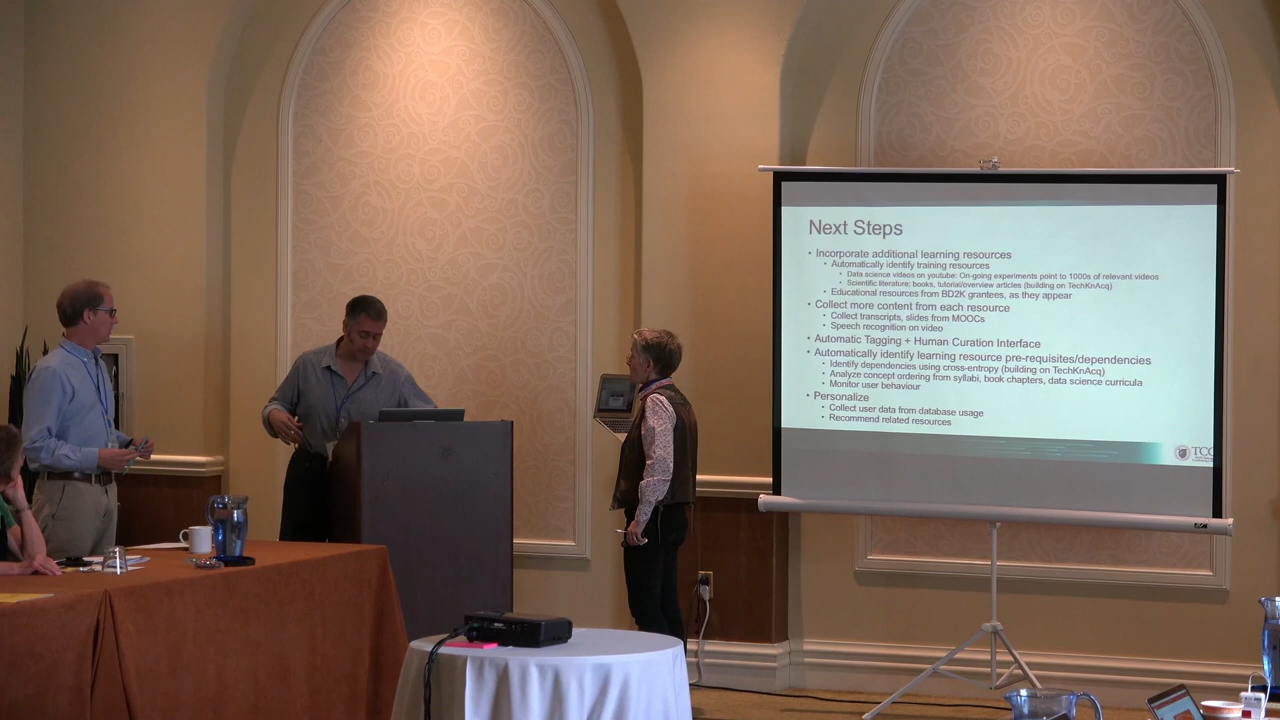 Next Steps
• Incorporate additional learning resources
• Automatically identify training resources
• Data science videos on youtube: On-going experiments point to 1000s of relevant videos
• Scientific literature: books, tutorial/overview articles (building on TechKnAcq)
• Educational resources from BD2K grantees, as they appear
• Collect more content from each resource
• Collect transcripts, slides from MOOCs
• Speech recognition on video
• Automatic Tagging + Human Curation Interface
• Automatically identify learning resource pre-requisites/dependencies
• Identify dependencies using cross-entropy (building on TechKnAcq)
• Analyze concept ordering from syllabi, book chapters, data science curricula
• Monitor user behaviour
• Personalize
• Collect user data from database usage
• Recommend related resources